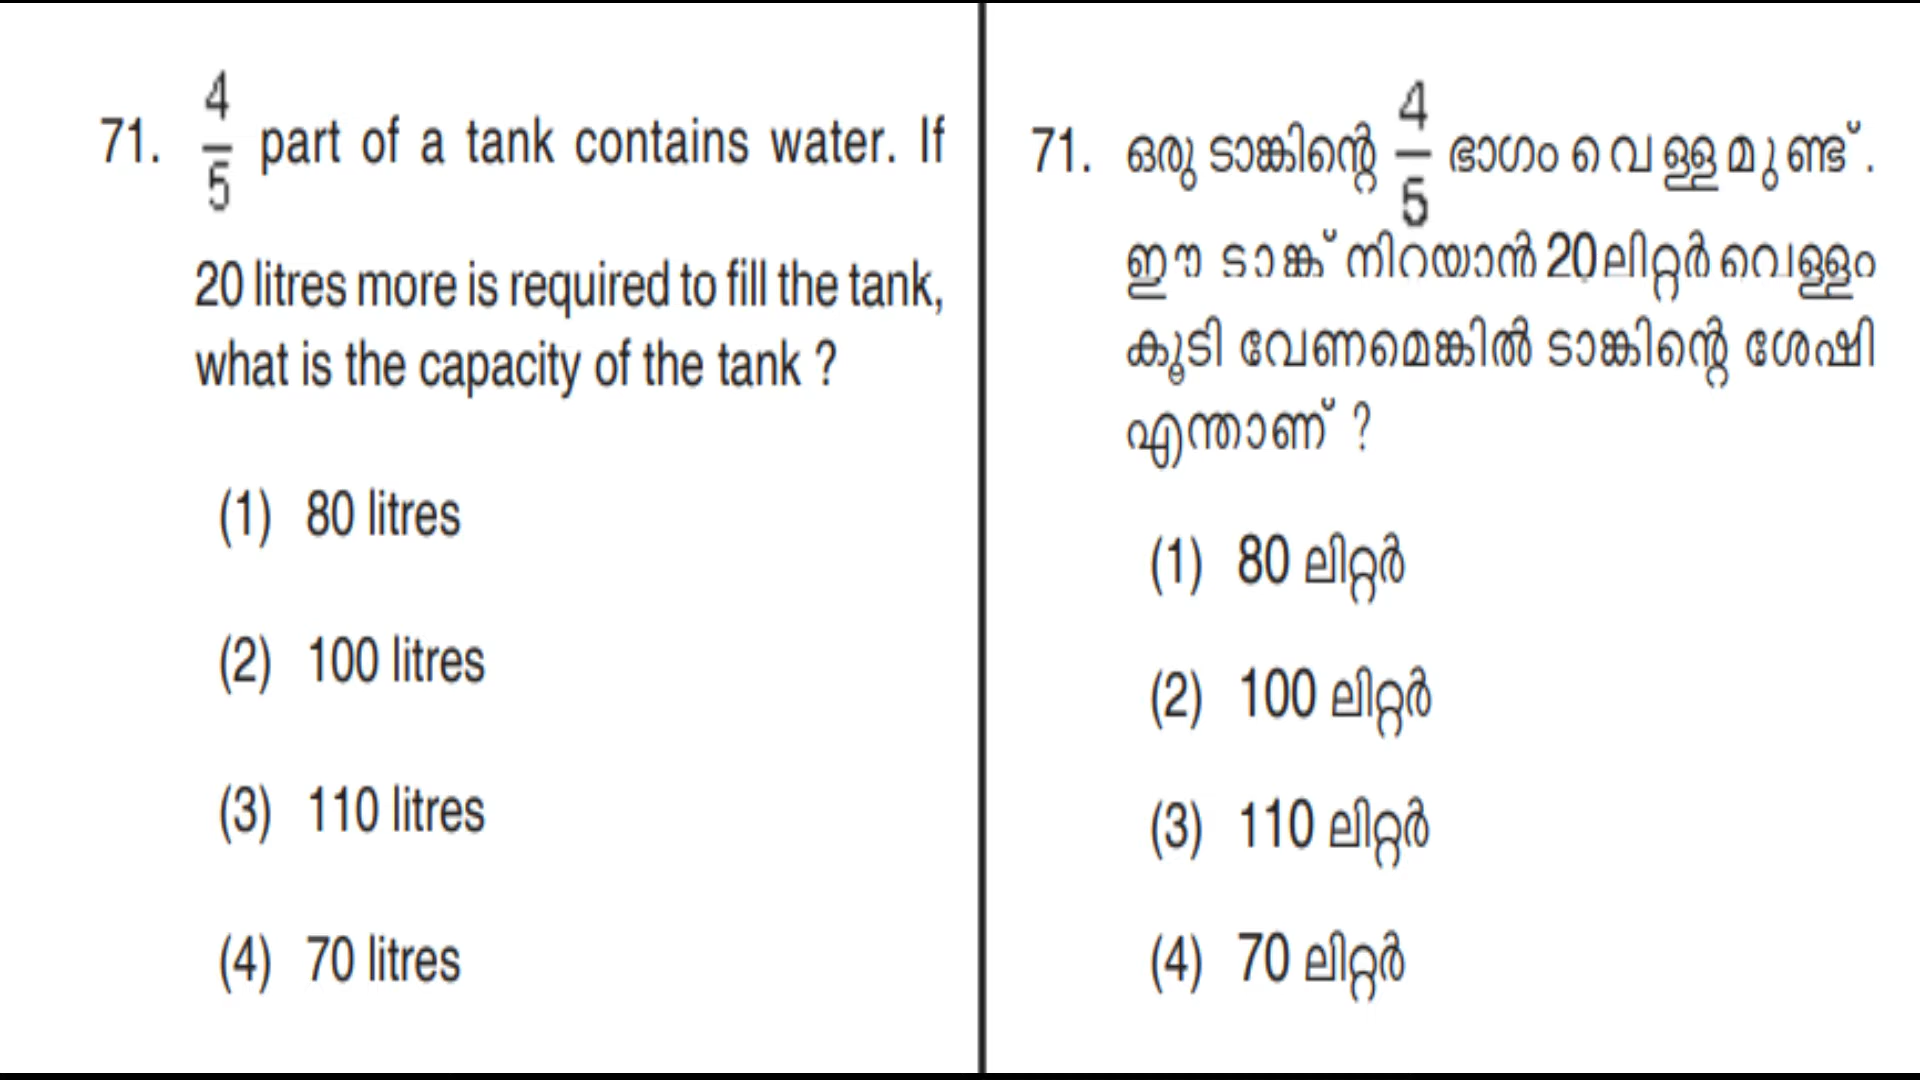 71. 4/5 part of a tank contains water. If
20 litres more is required to fill the tank,
what is the capacity of the tank ?
(1) 80 litres
(2) 100 litres
(3) 110 litres
(4) 70 litres
71. ഒരു ടാങ്കിന്റെ 4/5 ഭാഗം വെള്ളമുണ്ട്.
ഈ ടാങ്ക് നിറയാൻ 20 ലിറ്റർ വെള്ളം
കൂടി വേണമെങ്കിൽ ടാങ്കിന്റെ ശേഷി
എന്താണ് ?
(1) 80 ലിറ്റർ
(2) 100 ലിറ്റർ
(3) 110 ലിറ്റർ
(4) 70 ലിറ്റർ